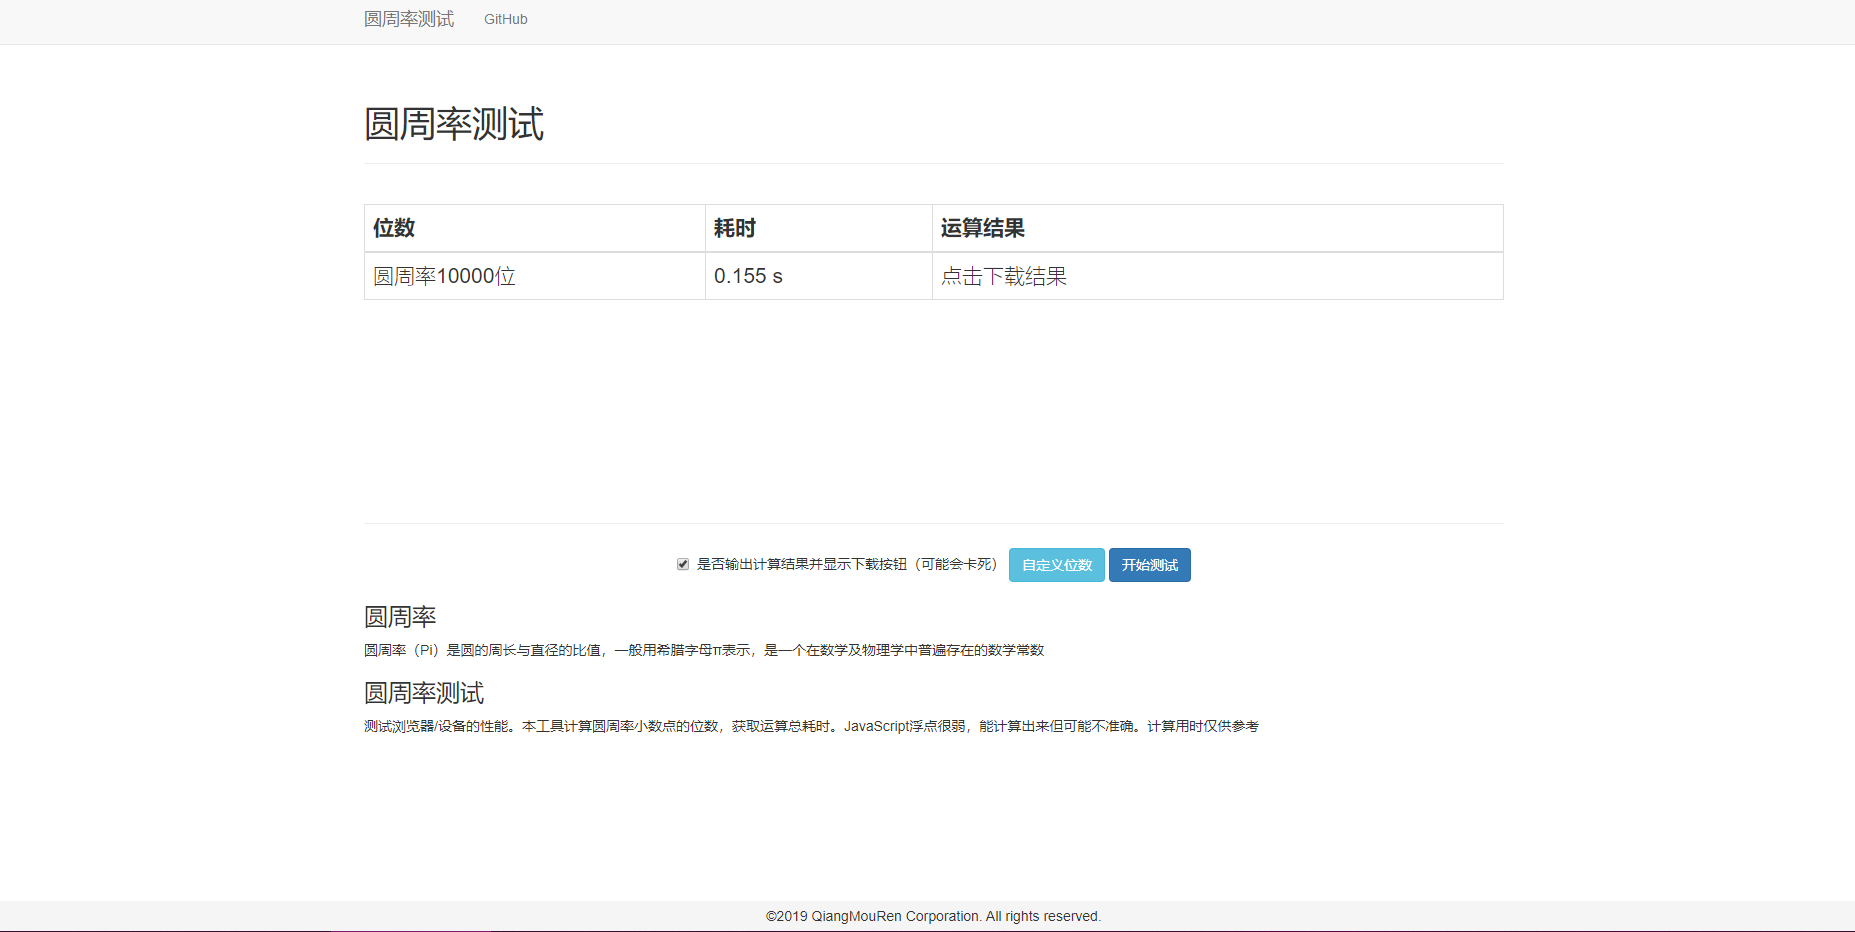 圆周率测试 GitHub
圆周率测试
位数 耗时 运算结果
圆周率10000位 0.155 s 点击下载结果
是否输出计算结果并显示下载按钮（可能会卡死） 自定义位数 开始测试
圆周率
圆周率（Pi）是圆的周长与直径的比值，一般用希腊字母π表示，是一个在数学及物理学中普遍存在的数学常数
圆周率测试
测试浏览器/设备的性能。本工具计算圆周率小数点的位数，获取运算总耗时。JavaScript浮点很弱，能计算出来但可能不准确。计算用时仅供参考
©2019 QiangMouRen Corporation. All rights reserved.